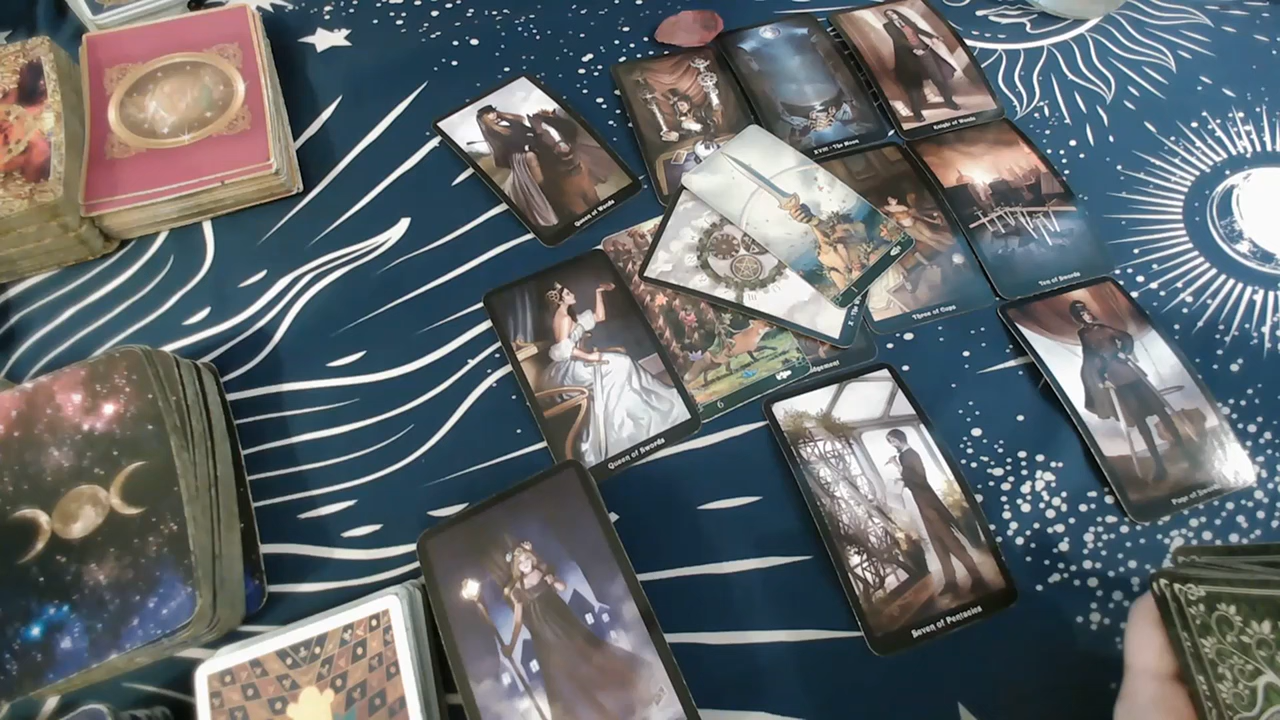 Knight of Wands
XVIII - The Moon
Queen of Wands
Ten of Swords
Three of Cups
Queen of Swords
6
Page of Swords
Seven of Pentacles